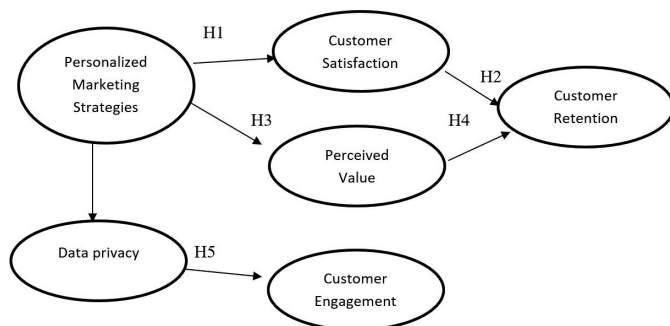 H1
Customer
Satisfaction
Personalized
Marketing
Strategies
H2
Customer
Retention
H3
H4
Perceived
Value
Data privacy
H5
Customer
Engagement